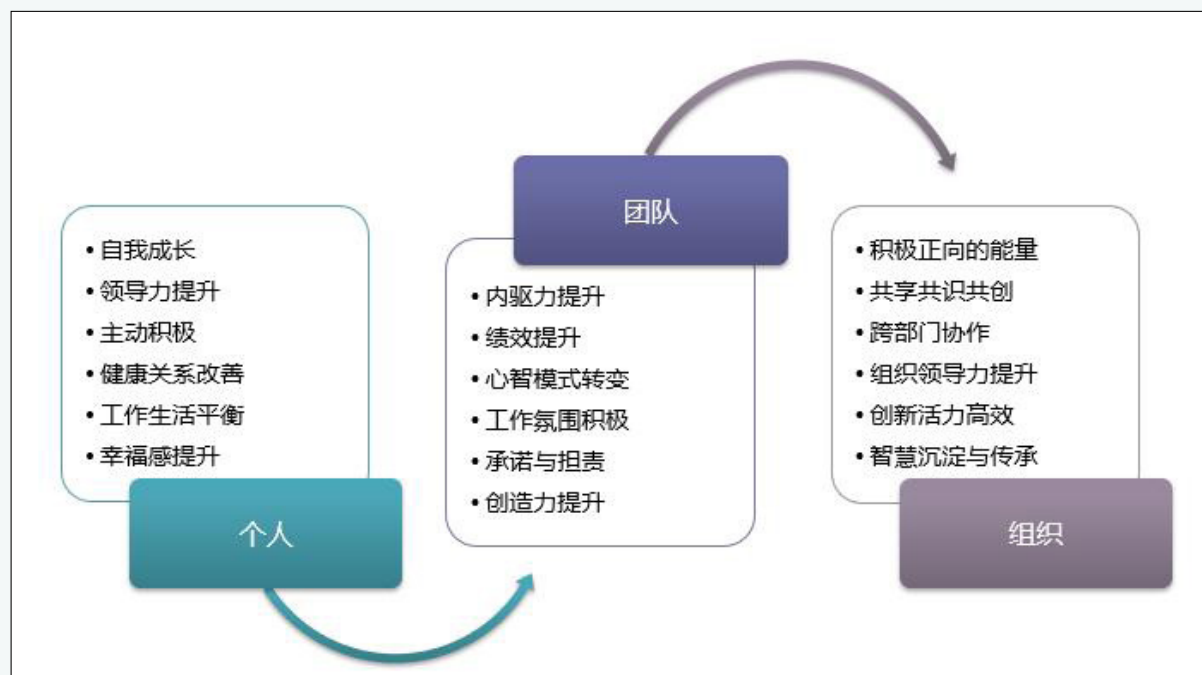 • 自我成长
• 领导力提升
• 主动积极
• 健康关系改善
• 工作生活平衡
• 幸福感提升
个人
团队
• 内驱力提升
• 绩效提升
• 心智模式转变
• 工作氛围积极
• 承诺与担责
• 创造力提升
• 积极正向的能量
• 共享共识共创
• 跨部门协作
• 组织领导力提升
• 创新活力高效
• 智慧沉淀与传承
组织